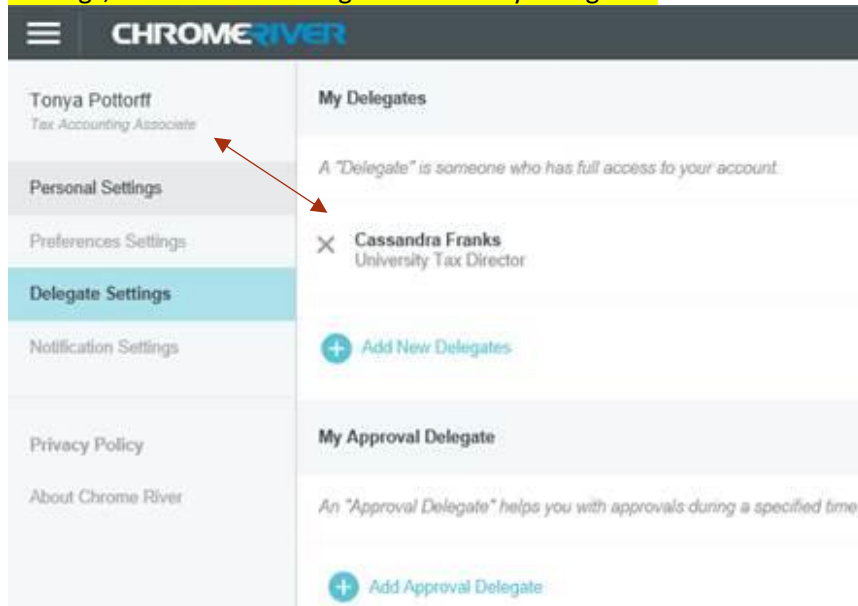 CHROMERIVER
Tonya Pottorff
Tax Accounting Associate
Personal Settings
Preferences Settings
Delegate Settings
Notification Settings
Privacy Policy
About Chrome River
My Delegates
A "Delegate" is someone who has full access to your account.
Cassandra Franks
University Tax Director
Add New Delegates
My Approval Delegate
An "Approval Delegate" helps you with approvals during a specified time
Add Approval Delegate